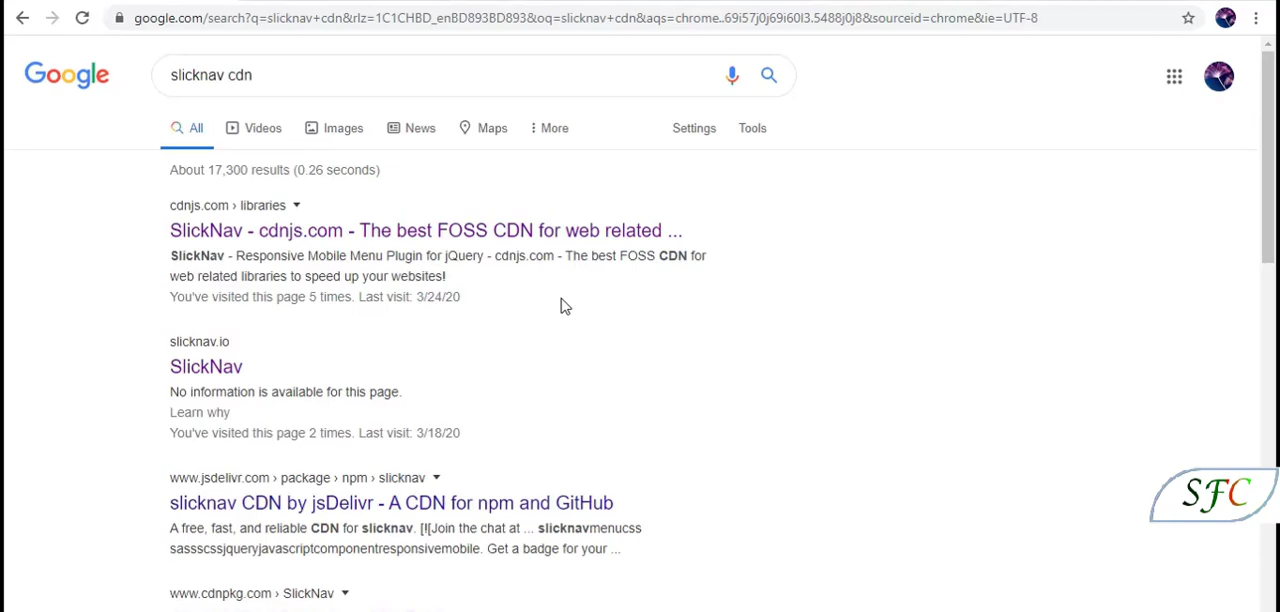 google.com/search?q=slicknav+cdn&rlz=1C1CHBD_enBD893BD893&oq=slicknav+cdn&aqs=chrome..69i57j0j69i60l3.5488j0j8&sourceid=chrome&ie=UTF-8
Google
slicknav cdn
All Videos Images News Maps More Settings Tools
About 17,300 results (0.26 seconds)
cdnjs.com › libraries
SlickNav - cdnjs.com - The best FOSS CDN for web related ...
SlickNav - Responsive Mobile Menu Plugin for jQuery - cdnjs.com - The best FOSS CDN for
web related libraries to speed up your websites!
You've visited this page 5 times. Last visit: 3/24/20
slicknav.io
SlickNav
No information is available for this page.
Learn why
You've visited this page 2 times. Last visit: 3/18/20
www.jsdelivr.com › package › npm › slicknav
slicknav CDN by jsDelivr - A CDN for npm and GitHub
A free, fast, and reliable CDN for slicknav. [![Join the chat at ... slicknavmenucss
sassscssjqueryjavascriptcomponentresponsivemobile. Get a badge for your ...
SFC
www.cdnpkg.com › SlickNav